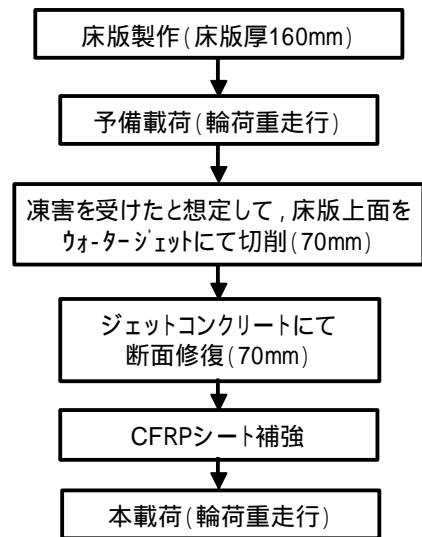 床版製作(床版厚160mm)
予備載荷(輪荷重走行)
凍害を受けたと想定して,床版上面を
ｳｫ-ﾀｰｼﾞｪｯﾄにて切削(70mm)
ジェットコンクリートにて
断面修復(70mm)
CFRPシート補強
本載荷(輪荷重走行)